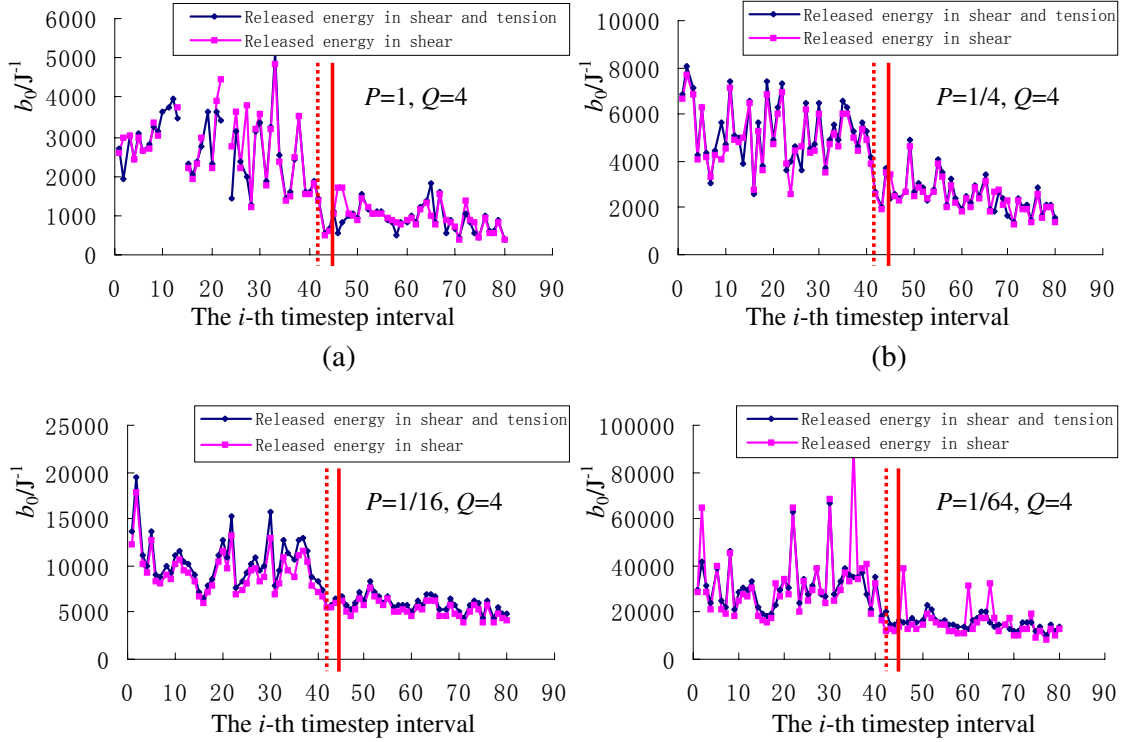 Released energy in shear and tension
Released energy in shear
b₀/J⁻¹
6000
5000
4000
3000
2000
1000
0
P=1, Q=4
0 10 20 30 40 50 60 70 80 90
The i-th timestep interval
(a)
Released energy in shear and tension
Released energy in shear
b₀/J⁻¹
10000
8000
6000
4000
2000
0
P=1/4, Q=4
0 10 20 30 40 50 60 70 80 90
The i-th timestep interval
(b)
Released energy in shear and tension
Released energy in shear
b₀/J⁻¹
25000
20000
15000
10000
5000
0
P=1/16, Q=4
0 10 20 30 40 50 60 70 80 90
The i-th timestep interval
Released energy in shear and tension
Released energy in shear
b₀/J⁻¹
100000
80000
60000
40000
20000
0
P=1/64, Q=4
0 10 20 30 40 50 60 70 80 90
The i-th timestep interval